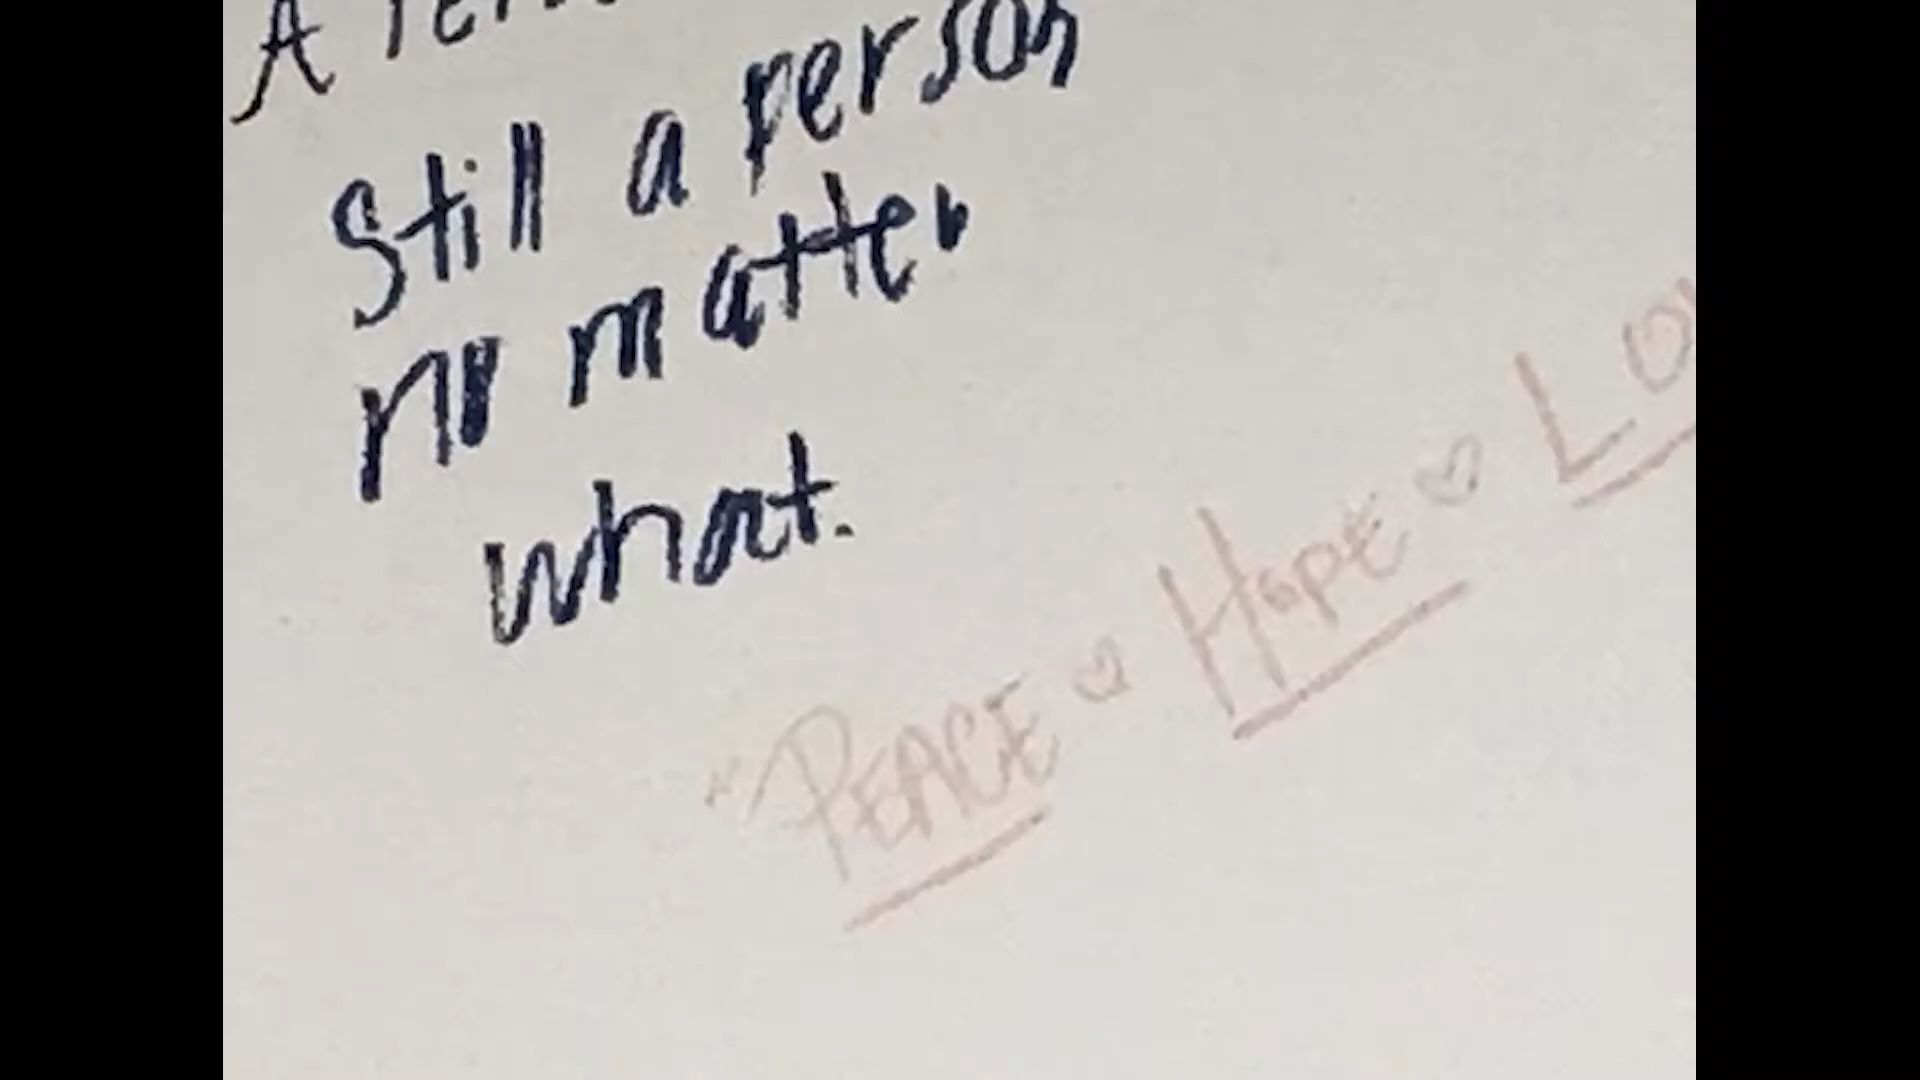 A
Still a person
no matter
what.
"PEACE ♡ HOPE ♡